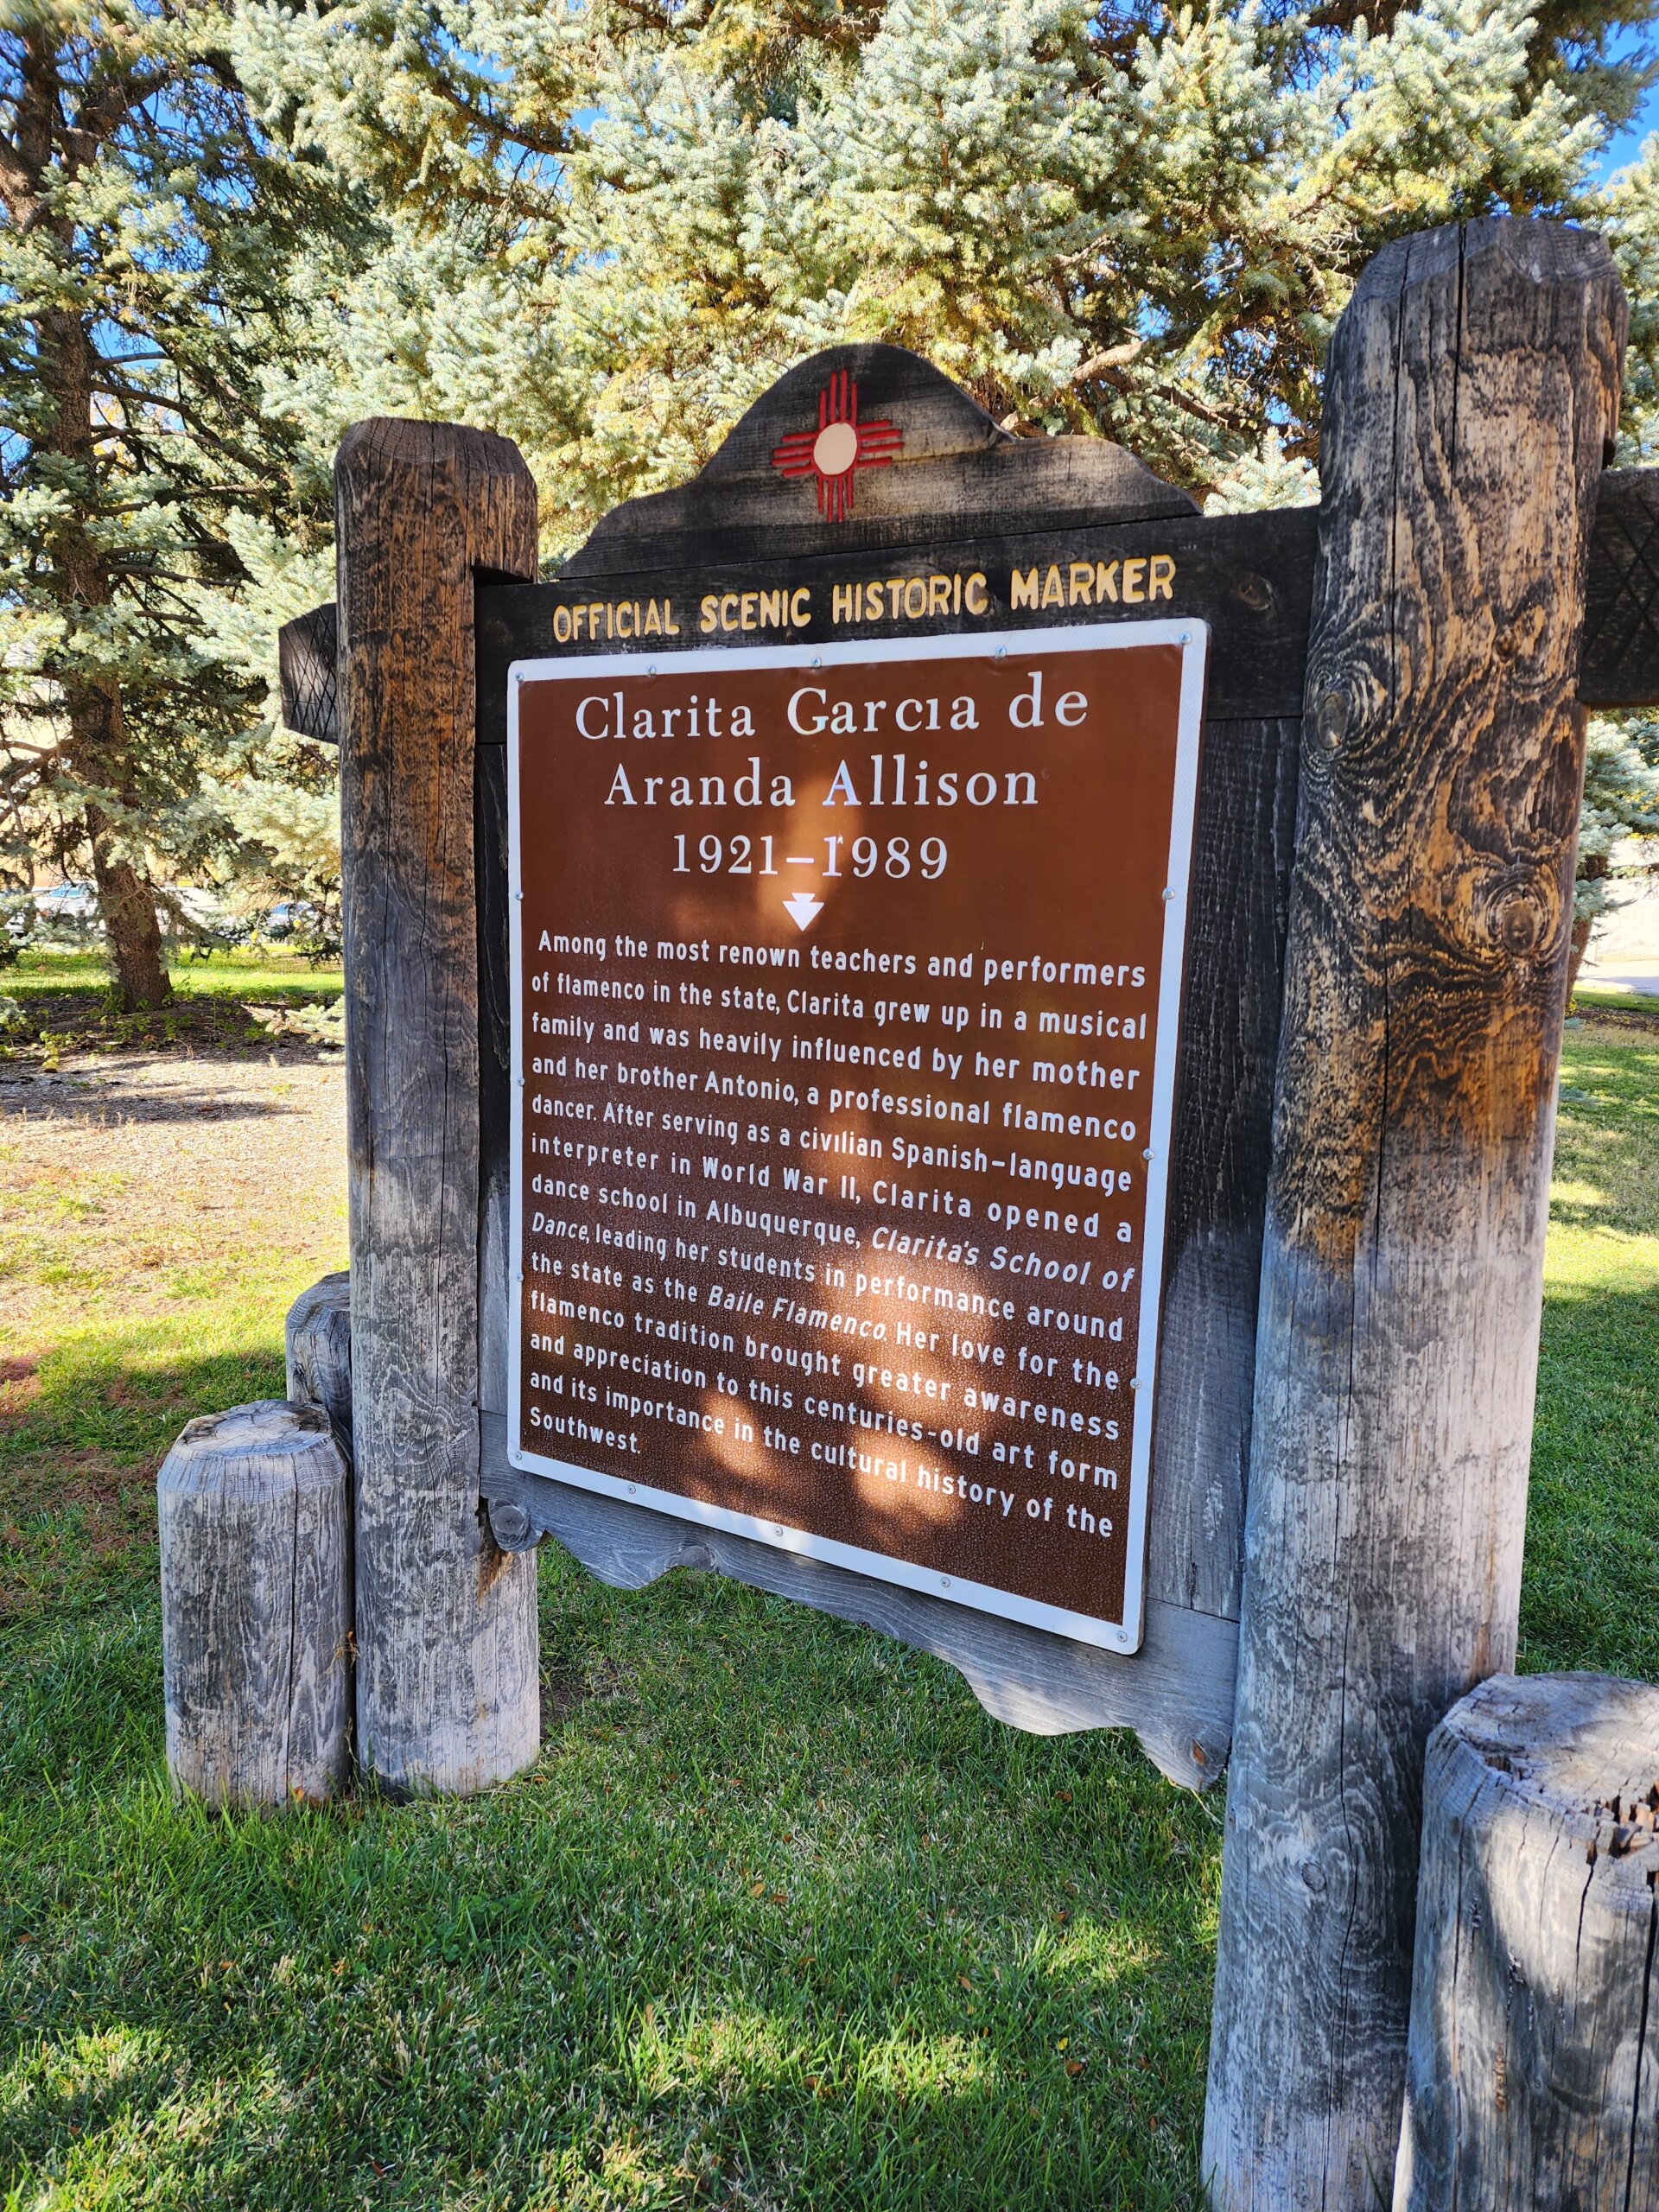 OFFICIAL SCENIC HISTORIC MARKER
Clarita Garcıa de
Aranda Allison
1921–1989
Among the most renown teachers and performers
of flamenco in the state, Clarita grew up in a musical
family and was heavily influenced by her mother
and her brother Antonio, a professional flamenco
dancer. After serving as a civilian Spanish-language
interpreter in World War II, Clarita opened a
dance school in Albuquerque, Clarita's School of
Dance, leading her students in performance around
the state as the Baile Flamenco. Her love for the
flamenco tradition brought greater awareness
and appreciation to this centuries-old art form
and its importance in the cultural history of the
Southwest.